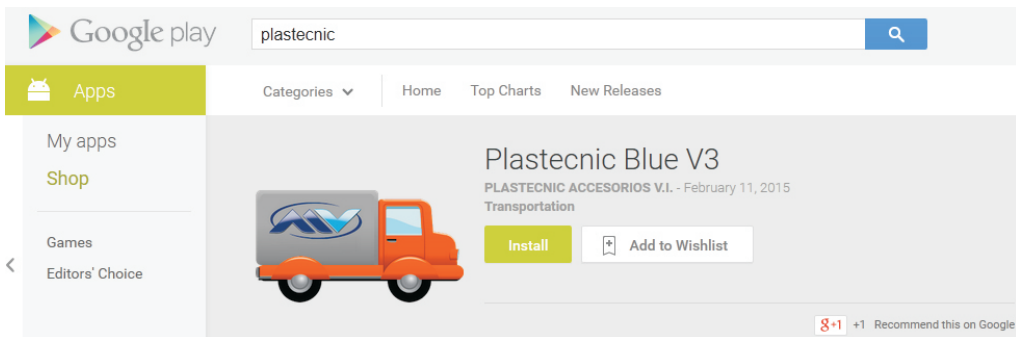 Google play
plastecnic
Apps
Categories
Home
Top Charts
New Releases
My apps
Shop
Games
Editors' Choice
Plastecnic Blue V3
PLASTECNIC ACCESORIOS V.I. - February 11, 2015
Transportation
Install
Add to Wishlist
g+1 +1 Recommend this on Google